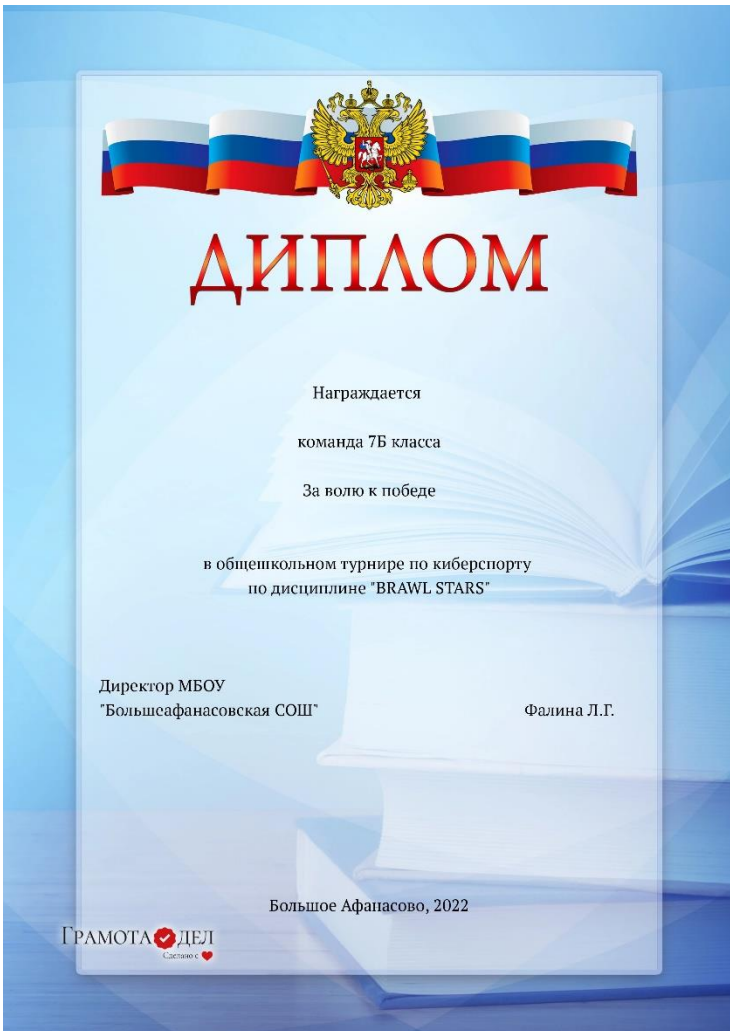 ДИПЛОМ
Награждается
команда 7Б класса
За волю к победе
в общешкольном турнире по киберспорту
по дисциплине "BRAWL STARS"
Директор МБОУ
"Большеафанасовская СОШ"
Фалина Л.Г.
Большое Афанасово, 2022
ГРАМОТАДЕЛ
Сделано с